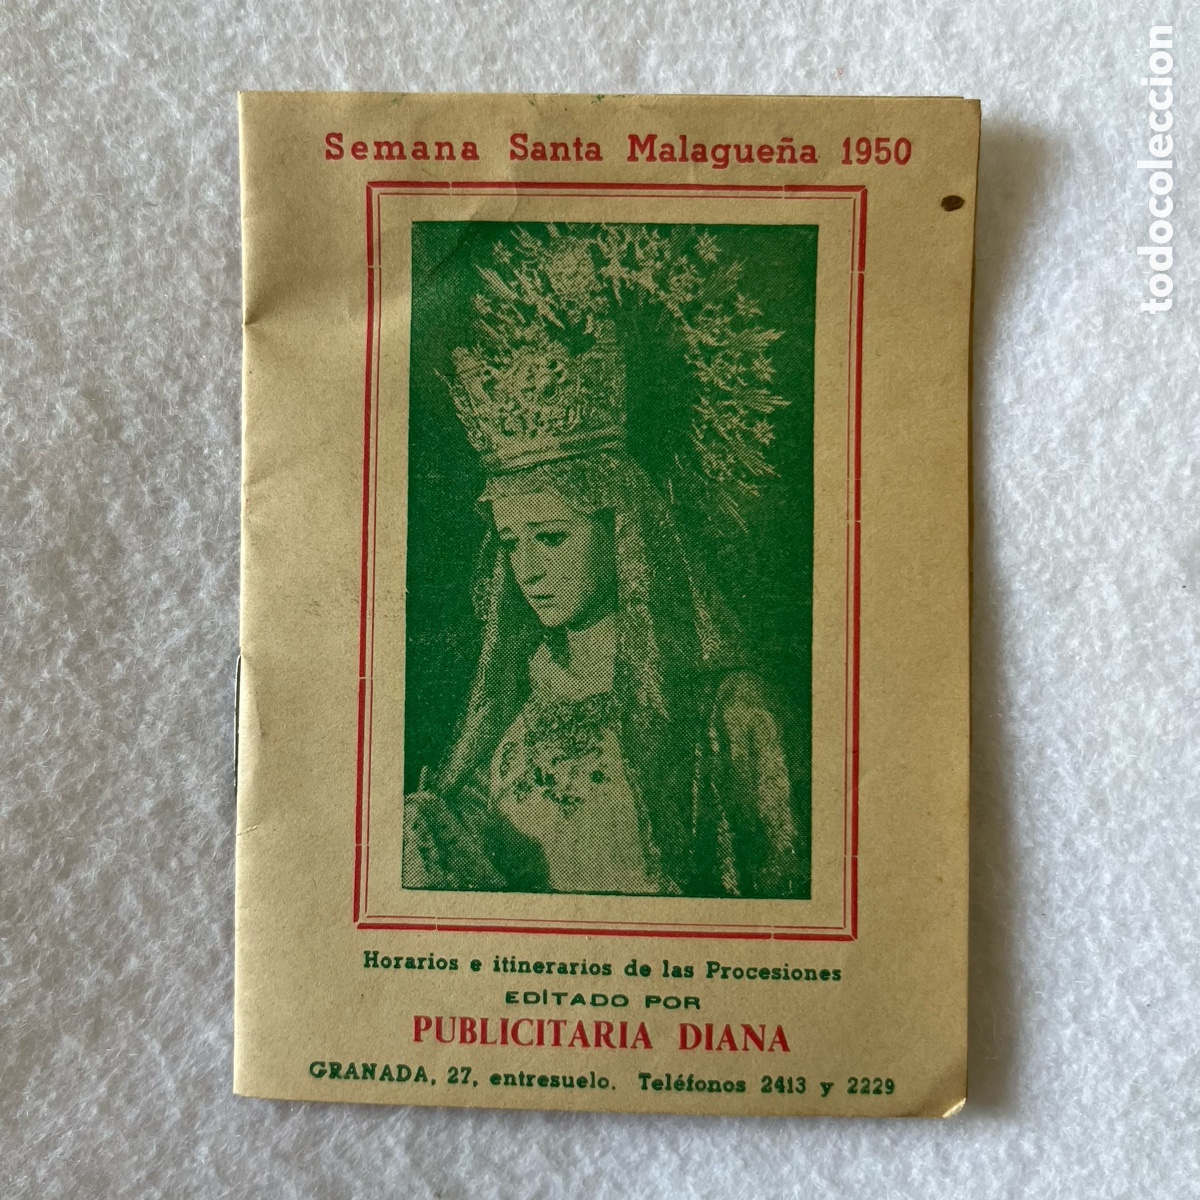 Semana Santa Malagueña 1950
Horarios e itinerarios de las Procesiones
EDITADO POR
PUBLICITARIA DIANA
GRANADA, 27, entresuelo. Teléfonos 2413 y 2229
todocoleccion